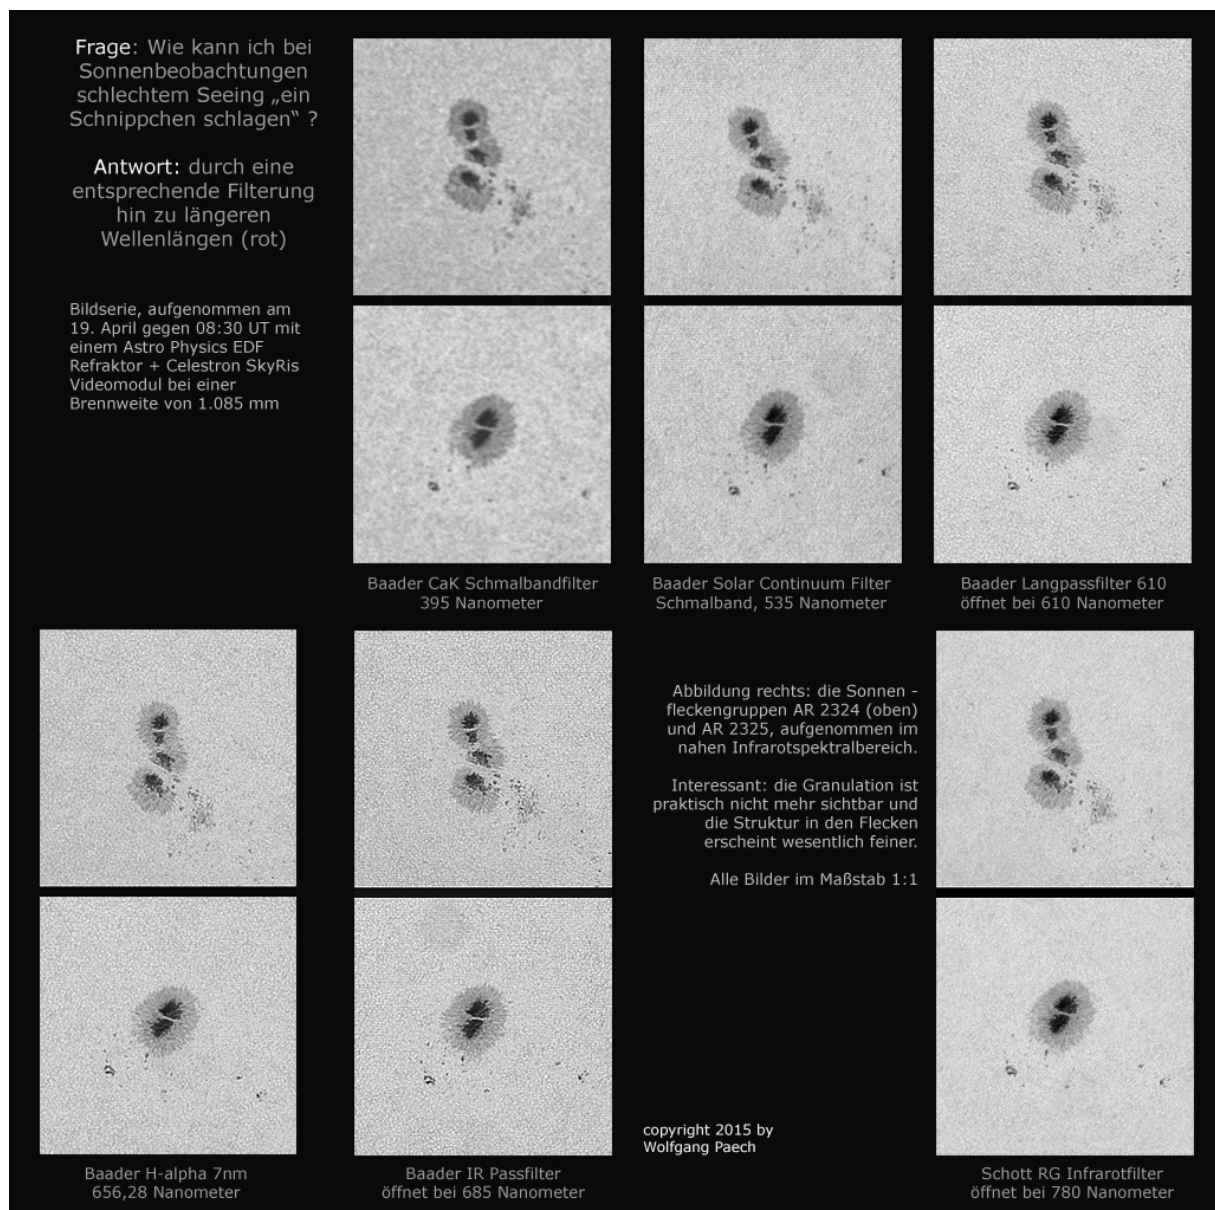 Frage: Wie kann ich bei
Sonnenbeobachtungen
schlechtem Seeing „ein
Schnippchen schlagen“ ?
Antwort: durch eine
entsprechende Filterung
hin zu längeren
Wellenlängen (rot)
Bildserie, aufgenommen am
19. April gegen 08:30 UT mit
einem Astro Physics EDF
Refraktor + Celestron SkyRis
Videomodul bei einer
Brennweite von 1.085 mm
Baader CaK Schmalbandfilter
395 Nanometer
Baader Solar Continuum Filter
Schmalband, 535 Nanometer
Baader Langpassfilter 610
öffnet bei 610 Nanometer
Abbildung rechts: die Sonnen -
fleckengruppen AR 2324 (oben)
und AR 2325, aufgenommen im
nahen Infrarotspektralbereich.
Interessant: die Granulation ist
praktisch nicht mehr sichtbar und
die Struktur in den Flecken
erscheint wesentlich feiner.
Alle Bilder im Maßstab 1:1
copyright 2015 by
Wolfgang Paech
Baader H-alpha 7nm
656,28 Nanometer
Baader IR Passfilter
öffnet bei 685 Nanometer
Schott RG Infrarotfilter
öffnet bei 780 Nanometer